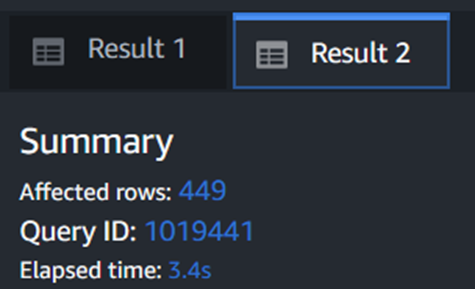 Result 1 Result 2
Summary
Affected rows: 449
Query ID: 1019441
Elapsed time: 3.4s